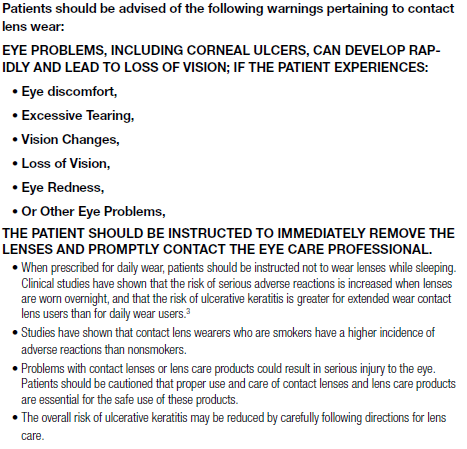 Patients should be advised of the following warnings pertaining to contact
lens wear:
EYE PROBLEMS, INCLUDING CORNEAL ULCERS, CAN DEVELOP RAP-
IDLY AND LEAD TO LOSS OF VISION; IF THE PATIENT EXPERIENCES:
• Eye discomfort,
• Excessive Tearing,
• Vision Changes,
• Loss of Vision,
• Eye Redness,
• Or Other Eye Problems,
THE PATIENT SHOULD BE INSTRUCTED TO IMMEDIATELY REMOVE THE
LENSES AND PROMPTLY CONTACT THE EYE CARE PROFESSIONAL.
• When prescribed for daily wear, patients should be instructed not to wear lenses while sleeping.
Clinical studies have shown that the risk of serious adverse reactions is increased when lenses
are worn overnight, and that the risk of ulcerative keratitis is greater for extended wear contact
lens users than for daily wear users.³
• Studies have shown that contact lens wearers who are smokers have a higher incidence of
adverse reactions than nonsmokers.
• Problems with contact lenses or lens care products could result in serious injury to the eye.
Patients should be cautioned that proper use and care of contact lenses and lens care products
are essential for the safe use of these products.
• The overall risk of ulcerative keratitis may be reduced by carefully following directions for lens
care.